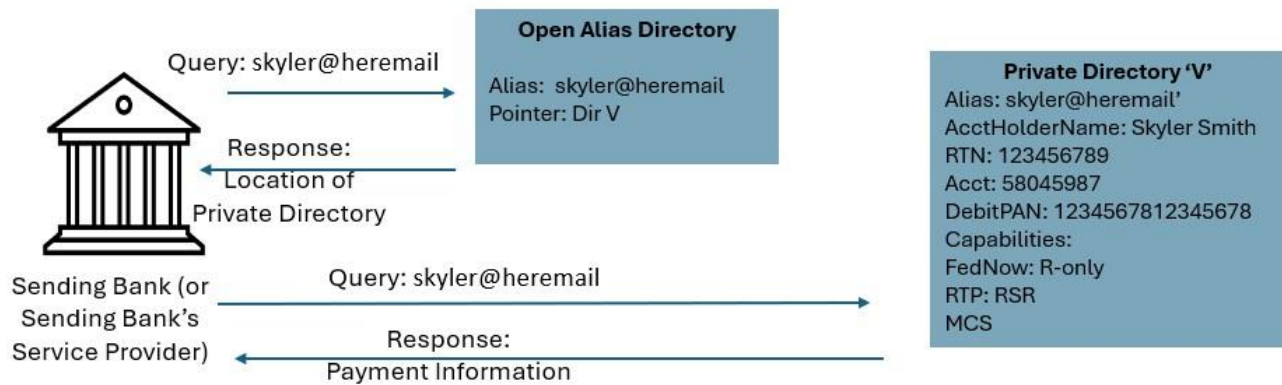 Open Alias Directory
Query: skyler@heremail
Alias: skyler@heremail
Pointer: Dir V
Response:
Location of
Private Directory
Private Directory ‘V’
Alias: skyler@heremail’
AcctHolderName: Skyler Smith
RTN: 123456789
Acct: 58045987
DebitPAN: 1234567812345678
Capabilities:
FedNow: R-only
RTP: RSR
MCS
Sending Bank (or
Sending Bank’s
Service Provider)
Query: skyler@heremail
Response:
Payment Information